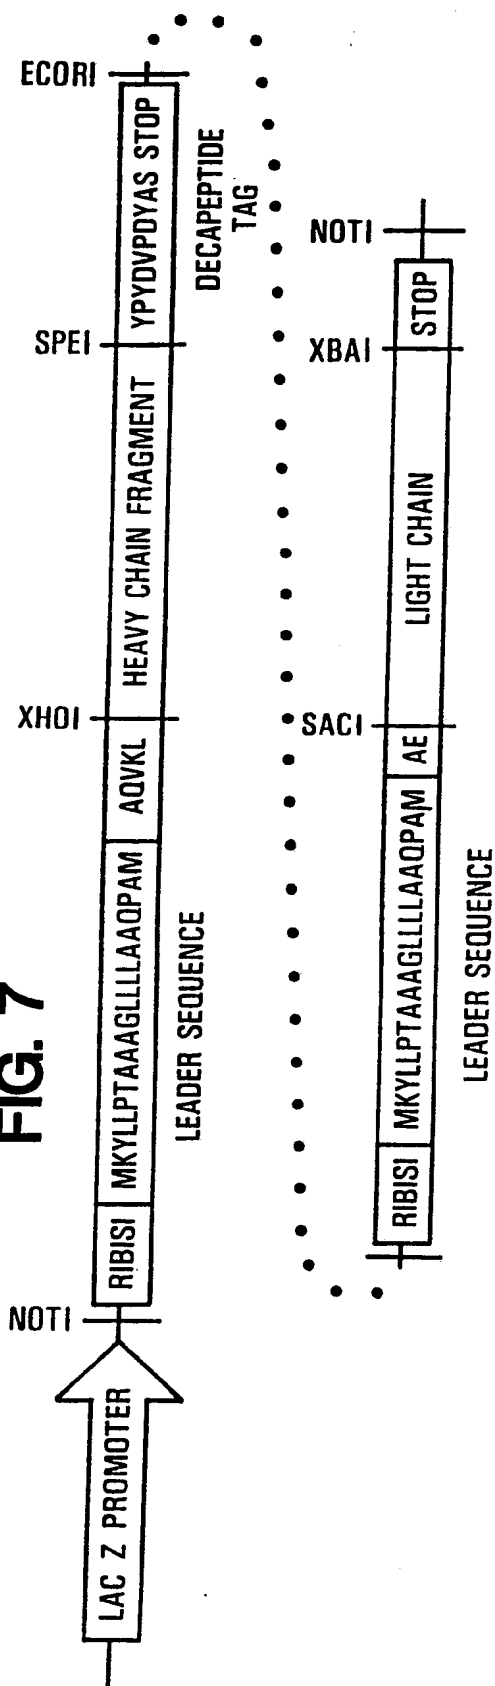 FIG. 7
LAC Z PROMOTER
NOTI
RIBISI
MKYLLPTAAAGLLLLAAQPAM
LEADER SEQUENCE
AQVKL
XHOI
HEAVY CHAIN FRAGMENT
SPEI
YPYDVPDYAS STOP
DECAPEPTIDE
TAG
ECORI
RIBISI
MKYLLPTAAAGLLLLAAQPAM
LEADER SEQUENCE
AE
SACI
LIGHT CHAIN
XBAI
STOP
NOTI